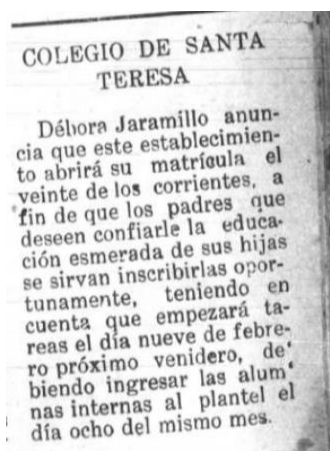 COLEGIO DE SANTA
TERESA
Débora Jaramillo anun-
cia que este establecimien-
to abrirá su matrícula el
veinte de los corrientes, a
fin de que los padres que
deseen confiarle la educa-
ción esmerada de sus hijas
se sirvan inscribirlas opor-
tunamente, teniendo en
cuenta que empezará ta-
reas el día nueve de febre-
ro próximo venidero, de-
biendo ingresar las alum-
nas internas al plantel el
día ocho del mismo mes.